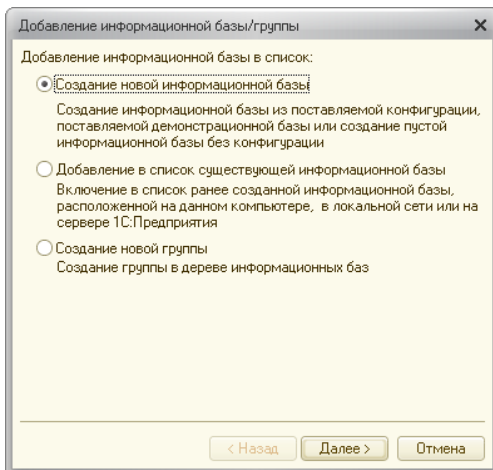 Добавление информационной базы/группы
Добавление информационной базы в список:
Создание новой информационной базы
Создание информационной базы из поставляемой конфигурации,
поставляемой демонстрационной базы или создание пустой
информационной базы без конфигурации
Добавление в список существующей информационной базы
Включение в список ранее созданной информационной базы,
расположенной на данном компьютере, в локальной сети или на
сервере 1С:Предприятия
Создание новой группы
Создание группы в дереве информационных баз
< Назад Далее > Отмена